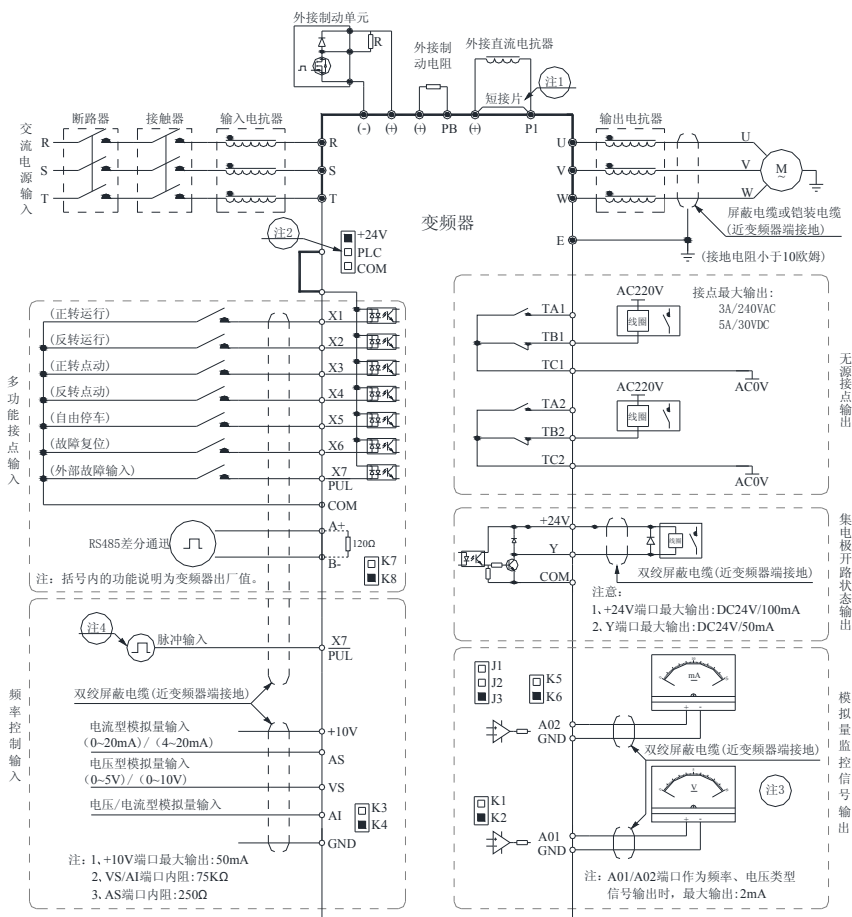 外接制动单元
R
外接制
动电阻
外接直流电抗器
注1
短接片
(-)
(+)
(+)
PB
(+)
P1
交流电源输入
断路器
接触器
输入电抗器
R
S
T
R
S
T
输出电抗器
U
V
W
U
V
W
M
~
E
变频器
屏蔽电缆或铠装电缆
(近变频器端接地)
(接地电阻小于10欧姆)
注2
+24V
PLC
COM
多功能接点输入
(正转运行)
X1
(反转运行)
X2
(正转点动)
X3
(反转点动)
X4
(自由停车)
X5
(故障复位)
X6
(外部故障输入)
X7
PUL
COM
RS485差分通迅
A+
120Ω
B-
K7
K8
注：括号内的功能说明为变频器出厂值。
无源接点输出
AC220V
接点最大输出:
3A/240VAC
5A/30VDC
TA1
线圈
TB1
TC1
AC0V
AC220V
TA2
线圈
TB2
TC2
AC0V
集电极开路状态输出
+24V
Y
线圈
COM
双绞屏蔽电缆(近变频器端接地)
注意:
1、+24V端口最大输出:DC24V/100mA
2、Y端口最大输出:DC24V/50mA
频率控制输入
注4
脉冲输入
X7
PUL
双绞屏蔽电缆(近变频器端接地)
电流型模拟量输入
(0~20mA)/（4~20mA)
+10V
AS
电压型模拟量输入
(0~5V)/（0~10V)
VS
电压/电流型模拟量输入
AI
K3
K4
GND
注：1、+10V端口最大输出:50mA
2、VS/AI端口内阻:75KΩ
3、AS端口内阻:250Ω
模拟量监控信号输出
J1
J2
J3
K5
K6
mA
A02
GND
+ -
双绞屏蔽电缆(近变频器端接地)
V
注3
K1
K2
A01
GND
+ -
注：A01/A02端口作为频率、电压类型
信号输出时，最大输出:2mA